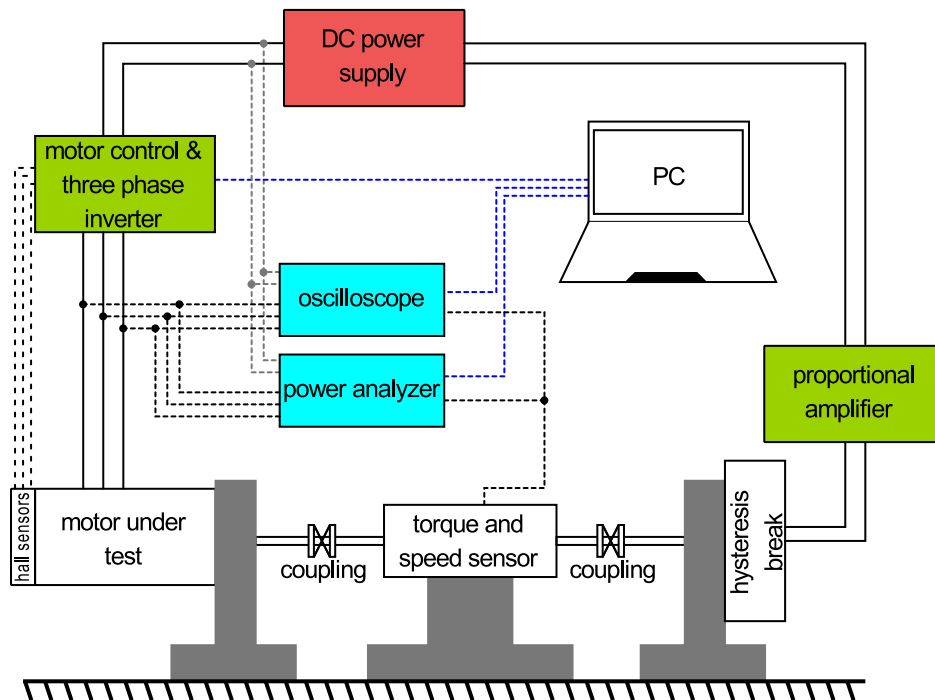 DC power
supply
motor control &
three phase
inverter
PC
oscilloscope
power analyzer
proportional
amplifier
hall sensors
motor under
test
coupling
torque and
speed sensor
coupling
hysteresis
break